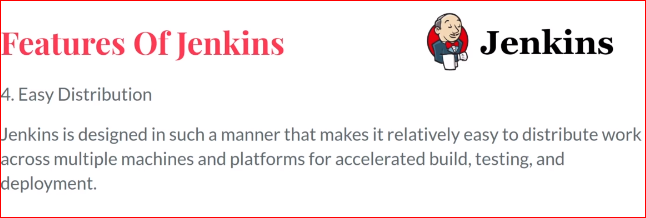 Features Of Jenkins
Jenkins
4. Easy Distribution
Jenkins is designed in such a manner that makes it relatively easy to distribute work
across multiple machines and platforms for accelerated build, testing, and
deployment.